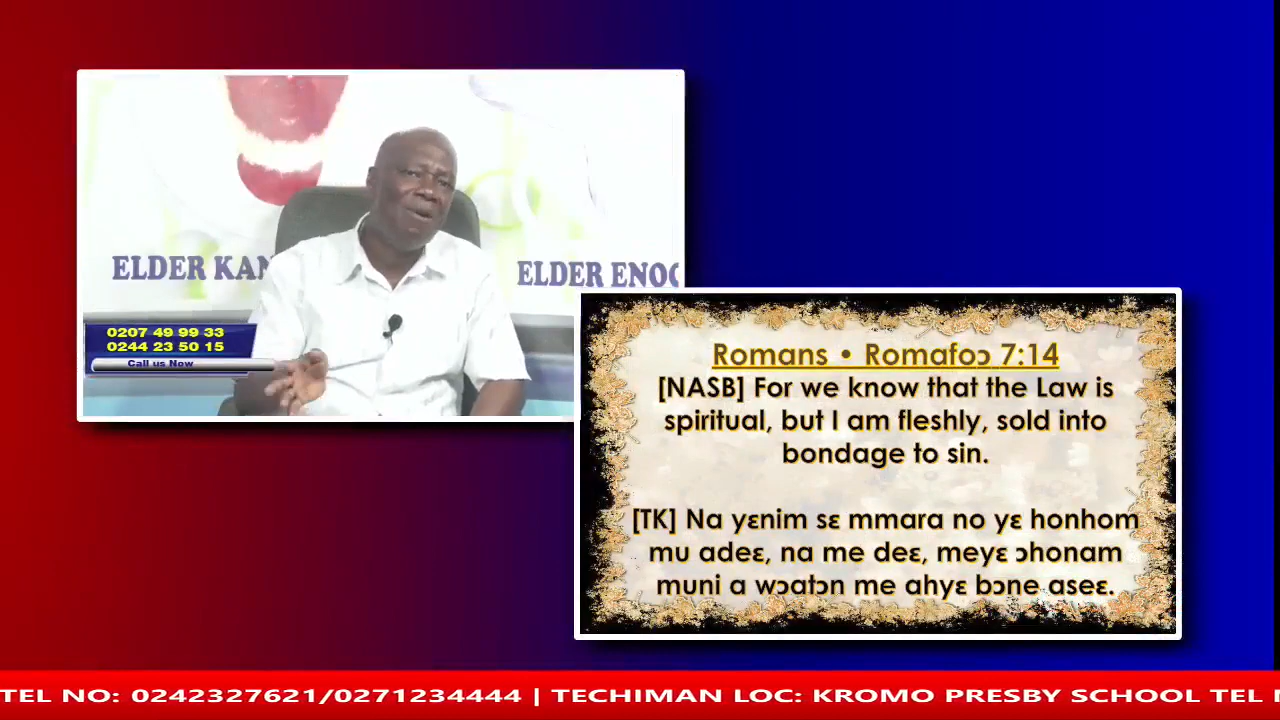 ELDER KAN
ELDER ENOC
0207 49 99 33
0244 23 50 15
Call us Now
Romans • Romafoɔ 7:14
[NASB] For we know that the Law is
spiritual, but I am fleshly, sold into
bondage to sin.
[TK] Na yɛnim sɛ mmara no yɛ honhom
mu adeɛ, na me deɛ, meyɛ ɔhonam
muni a wɔatɔn me ahyɛ bɔne aseɛ.
TEL NO: 0242327621/0271234444 | TECHIMAN LOC: KROMO PRESBY SCHOOL TEL N